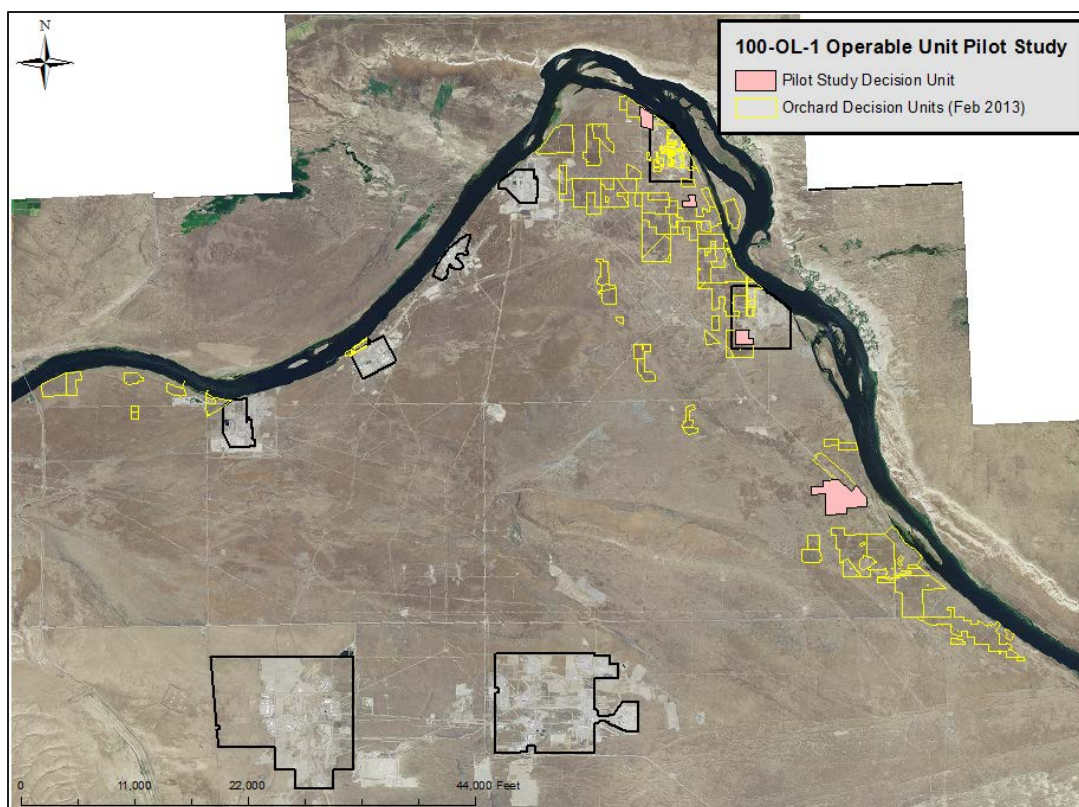 N
100-OL-1 Operable Unit Pilot Study
Pilot Study Decision Unit
Orchard Decision Units (Feb 2013)
0 11,000 22,000 44,000 Feet